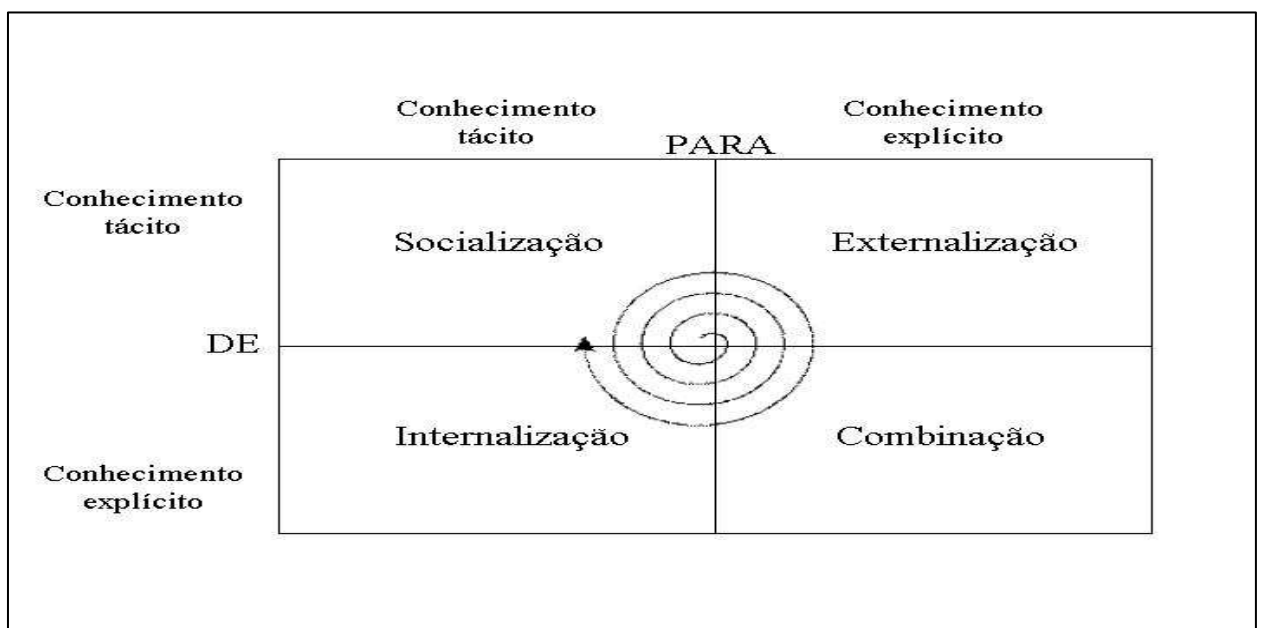 Conhecimento
tácito
PARA
Conhecimento
explícito
Conhecimento
tácito
Socialização
Externalização
DE
Internalização
Combinação
Conhecimento
explícito